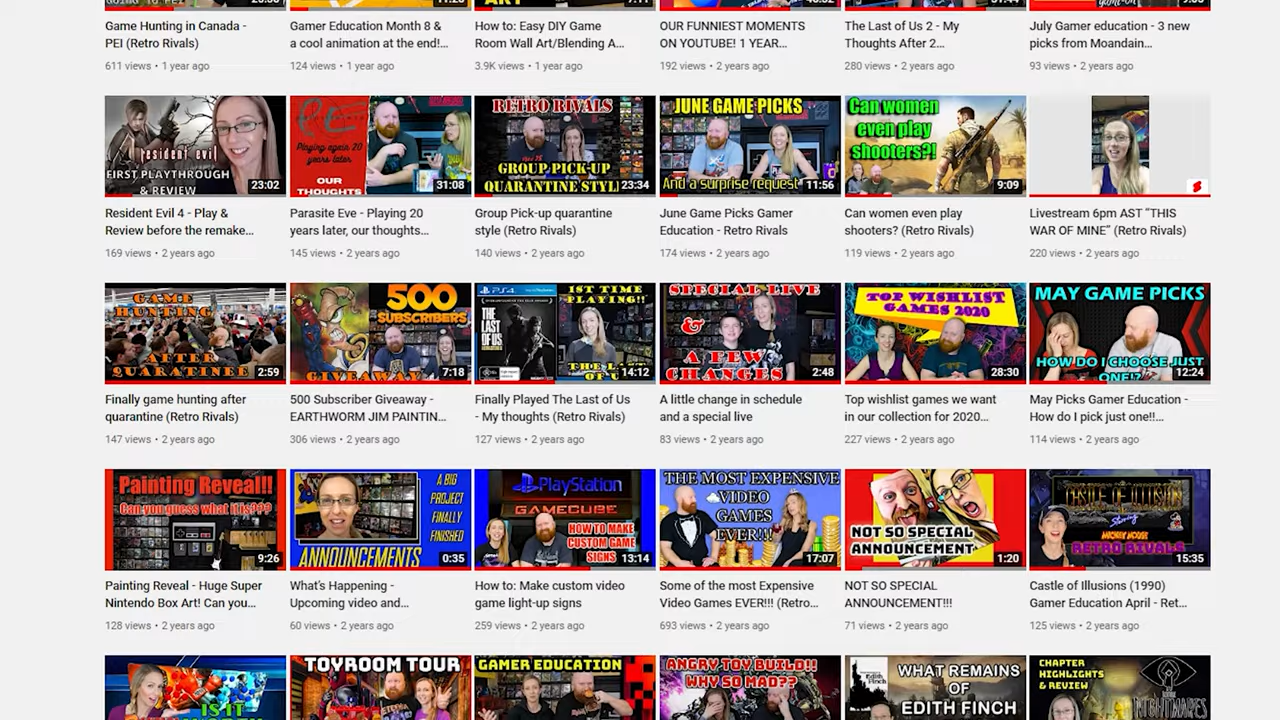 Game Hunting in Canada -
PEI (Retro Rivals)
611 views • 1 year ago
Gamer Education Month 8 &
a cool animation at the end!...
124 views • 1 year ago
How to: Easy DIY Game
Room Wall Art/Blending A...
3.9K views • 1 year ago
OUR FUNNIEST MOMENTS
ON YOUTUBE! 1 YEAR...
192 views • 2 years ago
The Last of Us 2 - My
Thoughts After 2...
280 views • 2 years ago
July Gamer education - 3 new
picks from Moandain...
93 views • 2 years ago
resident evil
FIRST PLAYTHROUGH
& REVIEW
23:02
Resident Evil 4 - Play &
Review before the remake...
169 views • 2 years ago
Playing again 20
years later
OUR
THOUGHTS
31:08
Parasite Eve - Playing 20
years later, our thoughts...
145 views • 2 years ago
RETRO RIVALS
GROUP PICK-UP
QUARANTINE STYLE
23:34
Group Pick-up quarantine
style (Retro Rivals)
140 views • 2 years ago
JUNE GAME PICKS
And a surprise request
11:56
June Game Picks Gamer
Education - Retro Rivals
174 views • 2 years ago
Can women
even play
shooters?!
9:09
Can women even play
shooters? (Retro Rivals)
119 views • 2 years ago
Livestream 6pm AST "THIS
WAR OF MINE" (Retro Rivals)
220 views • 2 years ago
GAME
HUNTING
AFTER
QUARANTINE
2:59
Finally game hunting after
quarantine (Retro Rivals)
147 views • 2 years ago
500
SUBSCRIBERS
GIVEAWAY
7:18
500 Subscriber Giveaway -
EARTHWORM JIM PAINTIN...
306 views • 2 years ago
PS4
THE LAST OF US
1ST TIME
PLAYING!!
14:12
Finally Played The Last of Us
- My thoughts (Retro Rivals)
127 views • 2 years ago
SPECIAL LIVE
&
A FEW
CHANGES
2:48
A little change in schedule
and a special live
83 views • 2 years ago
TOP WISHLIST
GAMES 2020
28:30
Top wishlist games we want
in our collection for 2020...
227 views • 2 years ago
MAY GAME PICKS
HOW DO I CHOOSE JUST
ONE!?
12:24
May Picks Gamer Education -
How do I pick just one!!...
114 views • 2 years ago
Painting Reveal!!
Can you guess what it is???
9:26
Painting Reveal - Huge Super
Nintendo Box Art! Can you...
128 views • 2 years ago
A BIG
PROJECT
FINALLY
FINISHED
ANNOUNCEMENTS
0:35
What's Happening -
Upcoming video and...
60 views • 2 years ago
PlayStation
GAMECUBE
HOW TO MAKE
CUSTOM GAME
SIGNS
13:14
How to: Make custom video
game light-up signs
259 views • 2 years ago
THE MOST EXPENSIVE
VIDEO
GAMES
EVER!!!
17:07
Some of the most Expensive
Video Games EVER!!! (Retro...
693 views • 2 years ago
NOT SO SPECIAL
ANNOUNCEMENT
1:20
NOT SO SPECIAL
ANNOUNCEMENT!!!
71 views • 2 years ago
CASTLE OF ILLUSION
Starring
MICKEY MOUSE
RETRO RIVALS
15:35
Castle of Illusions (1990)
Gamer Education April - Ret...
125 views • 2 years ago
IS IT
TOYROOM TOUR
GAMER EDUCATION
ANGRY TOY BUILD!!
WHY SO MAD??
WHAT REMAINS
OF
EDITH FINCH
CHAPTER
HIGHLIGHTS
& REVIEW
NIGHTMARES